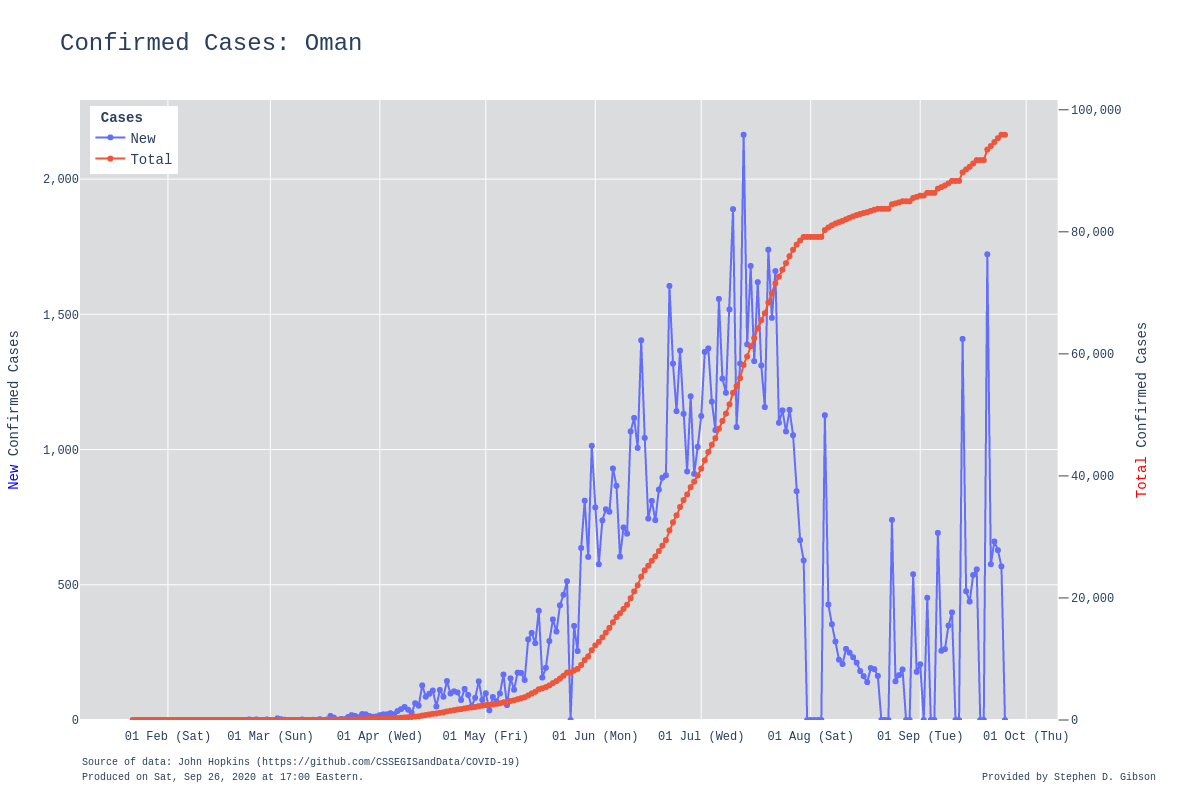 Confirmed Cases: Oman
Cases
New
Total
2,000
1,500
1,000
500
0
100,000
80,000
60,000
40,000
20,000
0
New Confirmed Cases
Total Confirmed Cases
01 Feb (Sat) 01 Mar (Sun) 01 Apr (Wed) 01 May (Fri) 01 Jun (Mon) 01 Jul (Wed) 01 Aug (Sat) 01 Sep (Tue) 01 Oct (Thu)
Source of data: John Hopkins (https://github.com/CSSEGISandData/COVID-19)
Produced on Sat, Sep 26, 2020 at 17:00 Eastern.
Provided by Stephen D. Gibson